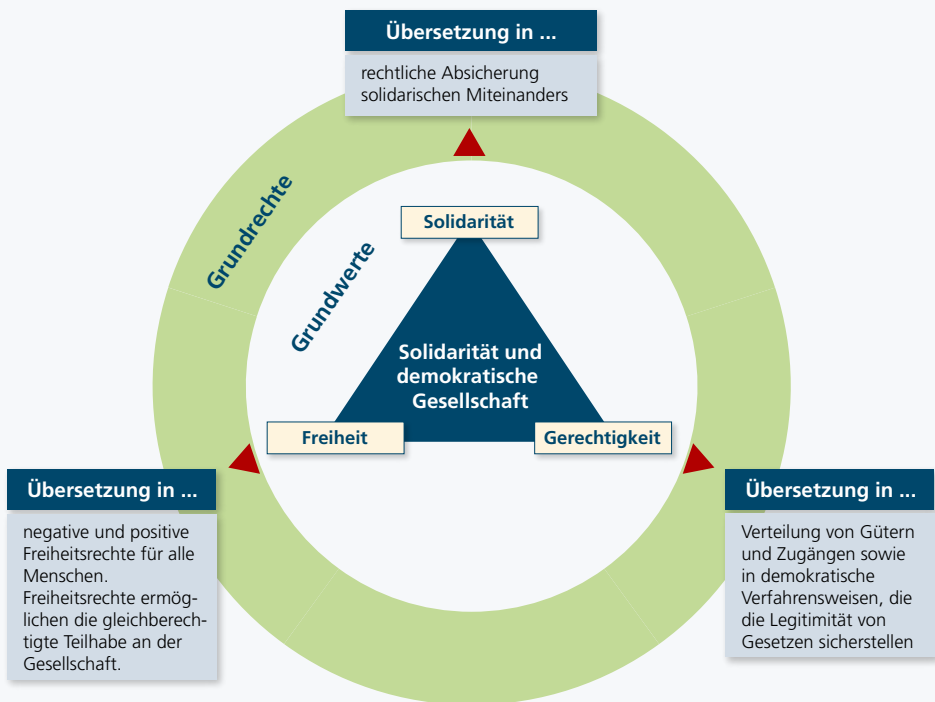 Übersetzung in ...
rechtliche Absicherung
solidarischen Miteinanders
Grundrechte
Grundwerte
Solidarität
Solidarität und
demokratische
Gesellschaft
Freiheit
Gerechtigkeit
Übersetzung in ...
negative und positive
Freiheitsrechte für alle
Menschen.
Freiheitsrechte ermög-
lichen die gleichberech-
tigte Teilhabe an der
Gesellschaft.
Übersetzung in ...
Verteilung von Gütern
und Zugängen sowie
in demokratische
Verfahrensweisen, die
die Legitimität von
Gesetzen sicherstellen